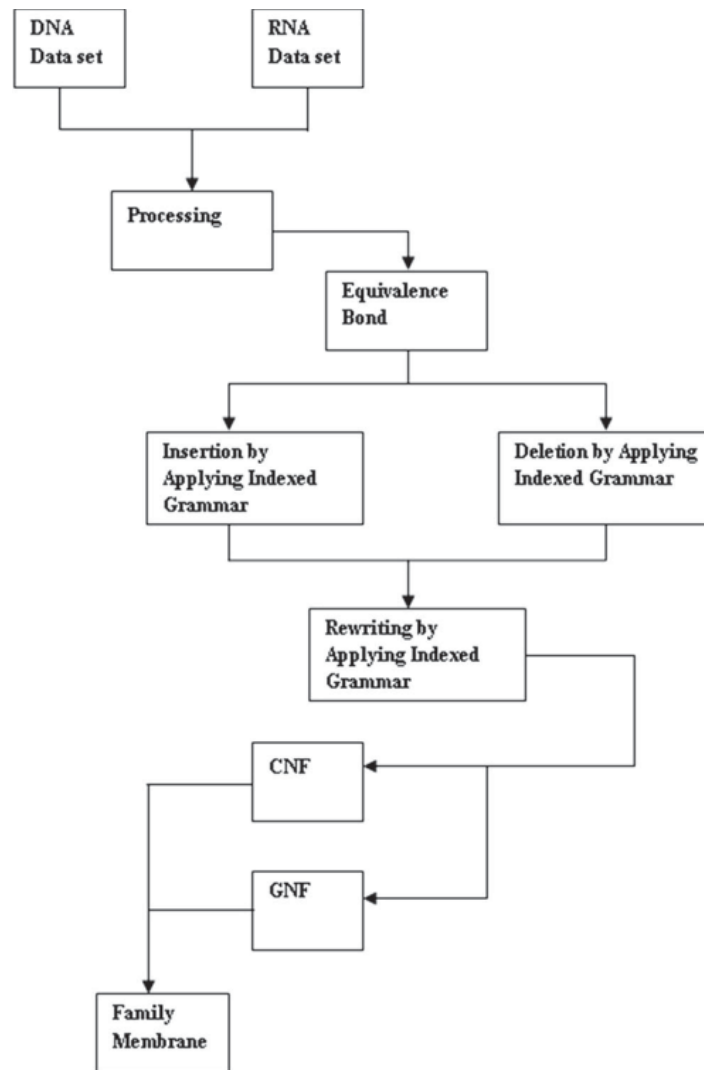 DNA
Data set
RNA
Data set
Processing
Equivalence
Bond
Insertion by
Applying Indexed
Grammar
Deletion by Applying
Indexed Grammar
Rewriting by
Applying Indexed
Grammar
CNF
GNF
Family
Membrane